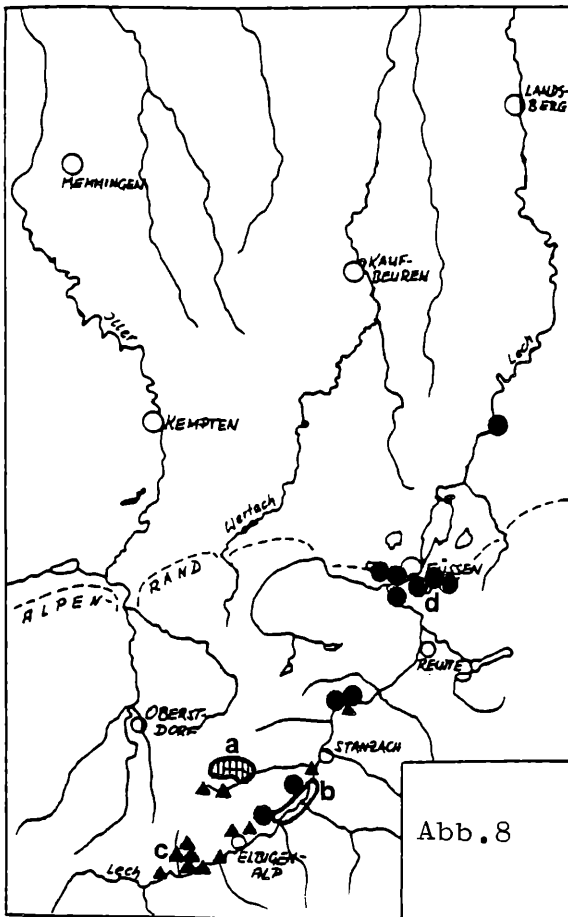 LANDS-
BERG
MEMMINGEN
KAUF-
BEUREN
Iller
Lech
KEMPTEN
Wertach
FÜSSEN
ALPEN
RAND
d
REUTTE
OBERST-
DORF
a
STANZACH
b
Abb.8
c
ELBIGEN-
ALP
Lech